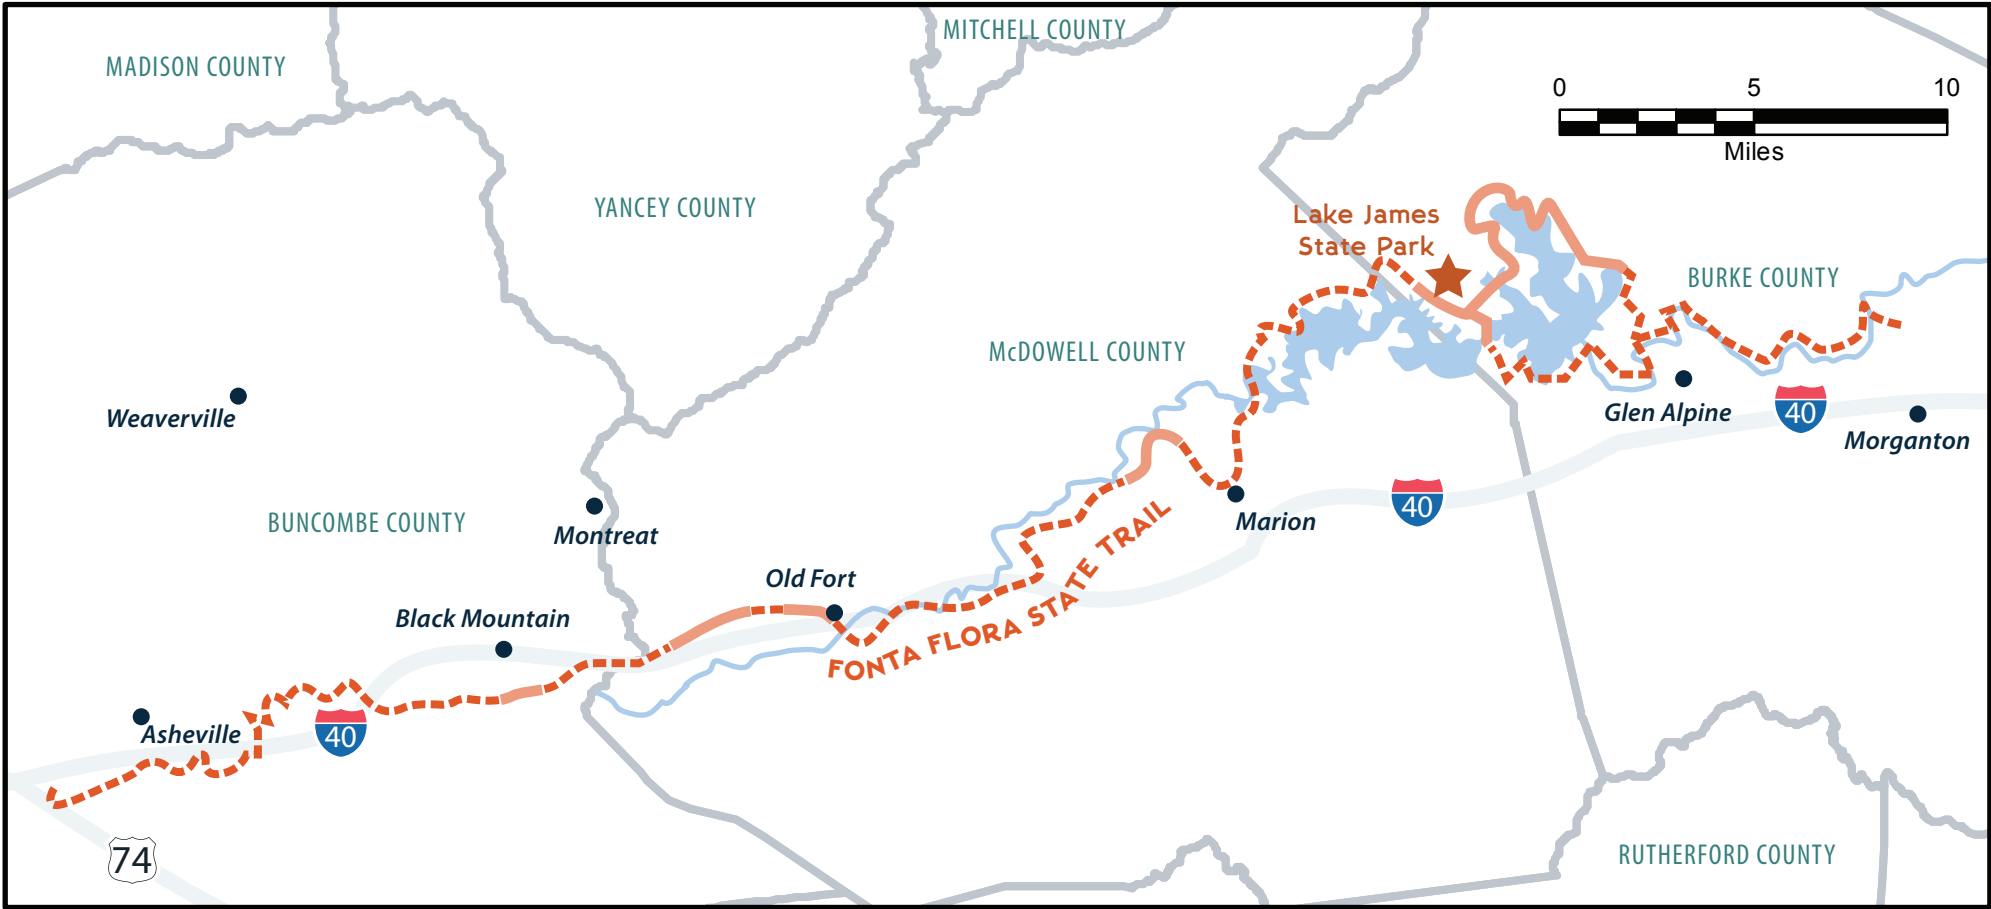 MITCHELL COUNTY
MADISON COUNTY
0 5 10
Miles
YANCEY COUNTY
Lake James
State Park
BURKE COUNTY
McDOWELL COUNTY
Weaverville
Glen Alpine
40
Morganton
BUNCOMBE COUNTY
Montreat
40
Marion
Old Fort
Black Mountain
FONTA FLORA STATE TRAIL
Asheville
40
74
RUTHERFORD COUNTY